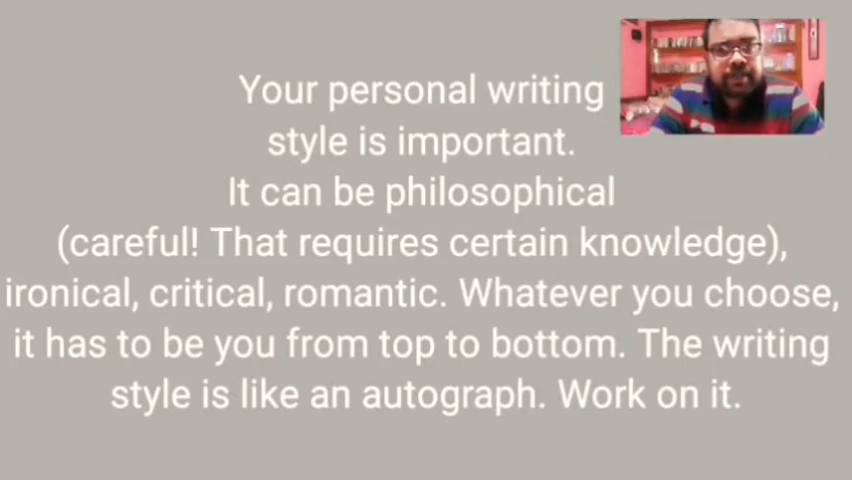 Your personal writing
style is important.
It can be philosophical
(careful! That requires certain knowledge),
ironical, critical, romantic. Whatever you choose,
it has to be you from top to bottom. The writing
style is like an autograph. Work on it.